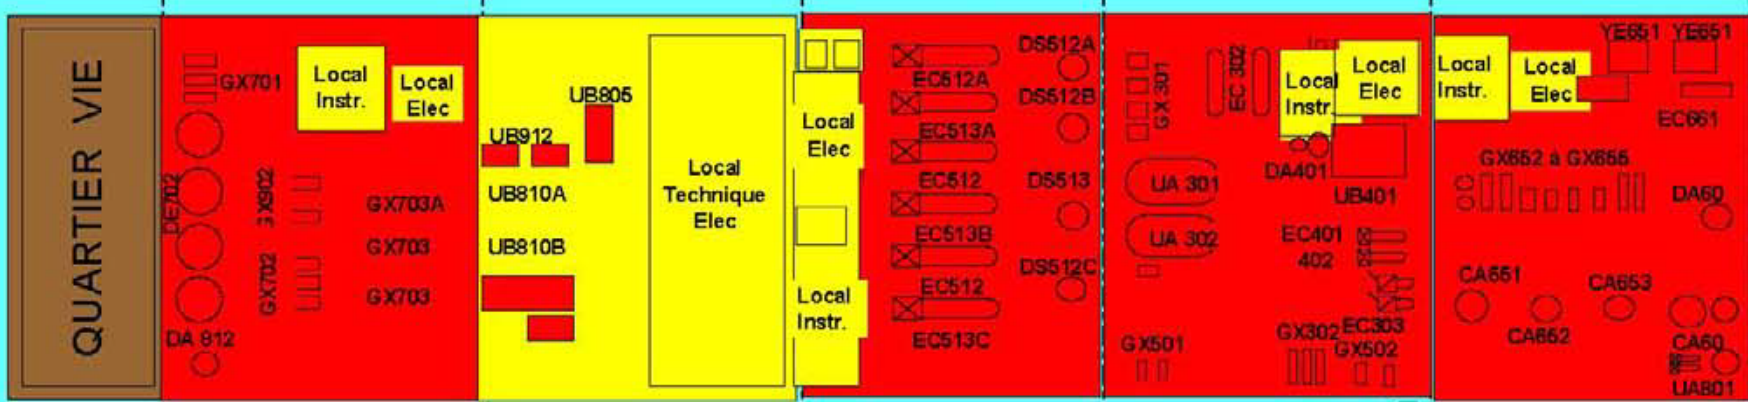 QUARTIER VIE
GX701
Local
Instr.
Local
Elec
DE702
GX902
GX703A
GX703
GX702
GX703
DA 812
UB805
UB912
UB810A
UB810B
Local
Technique
Elec
Local
Elec
Local
Instr.
EC512A
EC513A
EC512
EC513B
EC512
EC513C
DS512A
DS512B
DS513
DS512C
GX 301
EC 302
Local
Instr.
Local
Elec
DA401
UB401
UA 301
UA 302
EC401
402
GX501
GX302
EC303
GX502
Local
Instr.
Local
Elec
YE651
YE651
EC661
GX652 à GX655
DA60
CA651
CA653
CA652
CA60
UA801